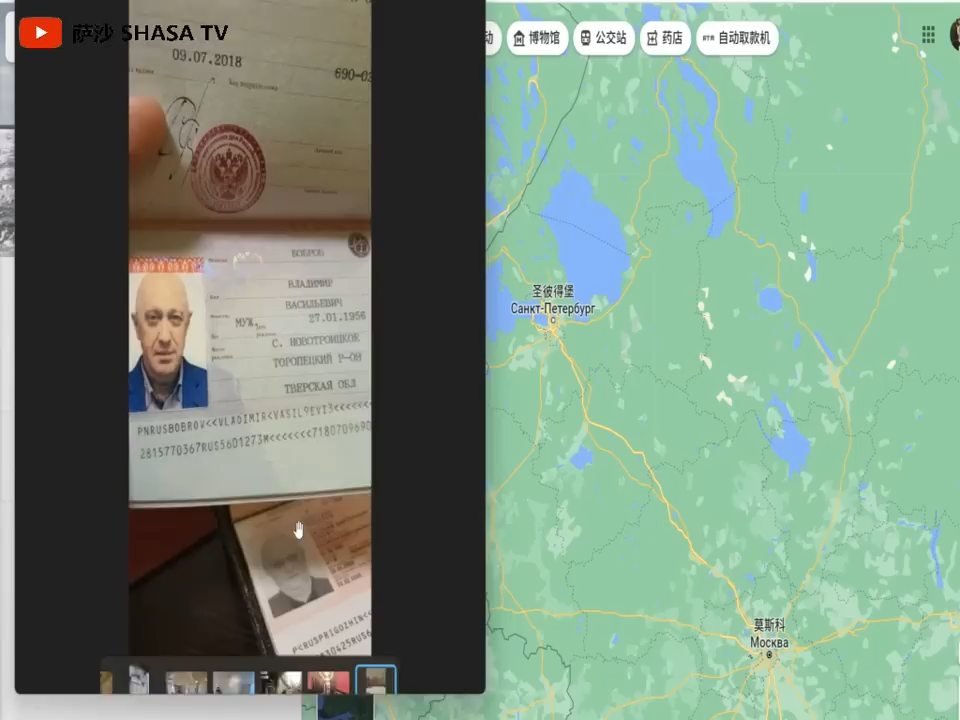 萨沙 SHASA TV
09.07.2018
БОБРОВ
ВЛАДИМИР
ВАСИЛЬЕВИЧ
МУЖ.
27.01.1956
С. НОВОТРОИЦКОЕ
ТОРОПЕЦКИЙ Р-ОН
ТВЕРСКАЯ ОБЛ
PNRUSBOBROV<<VLADIMIR<VASIL9EVI3<<<<<<
2815770367RUS5601273M<<<<<<<7180709690
P<RUSPRIGOZHIN<
动
博物馆
公交站
药店
ATM 自动取款机
圣彼得堡
Санкт-Петербург
莫斯科
Москва